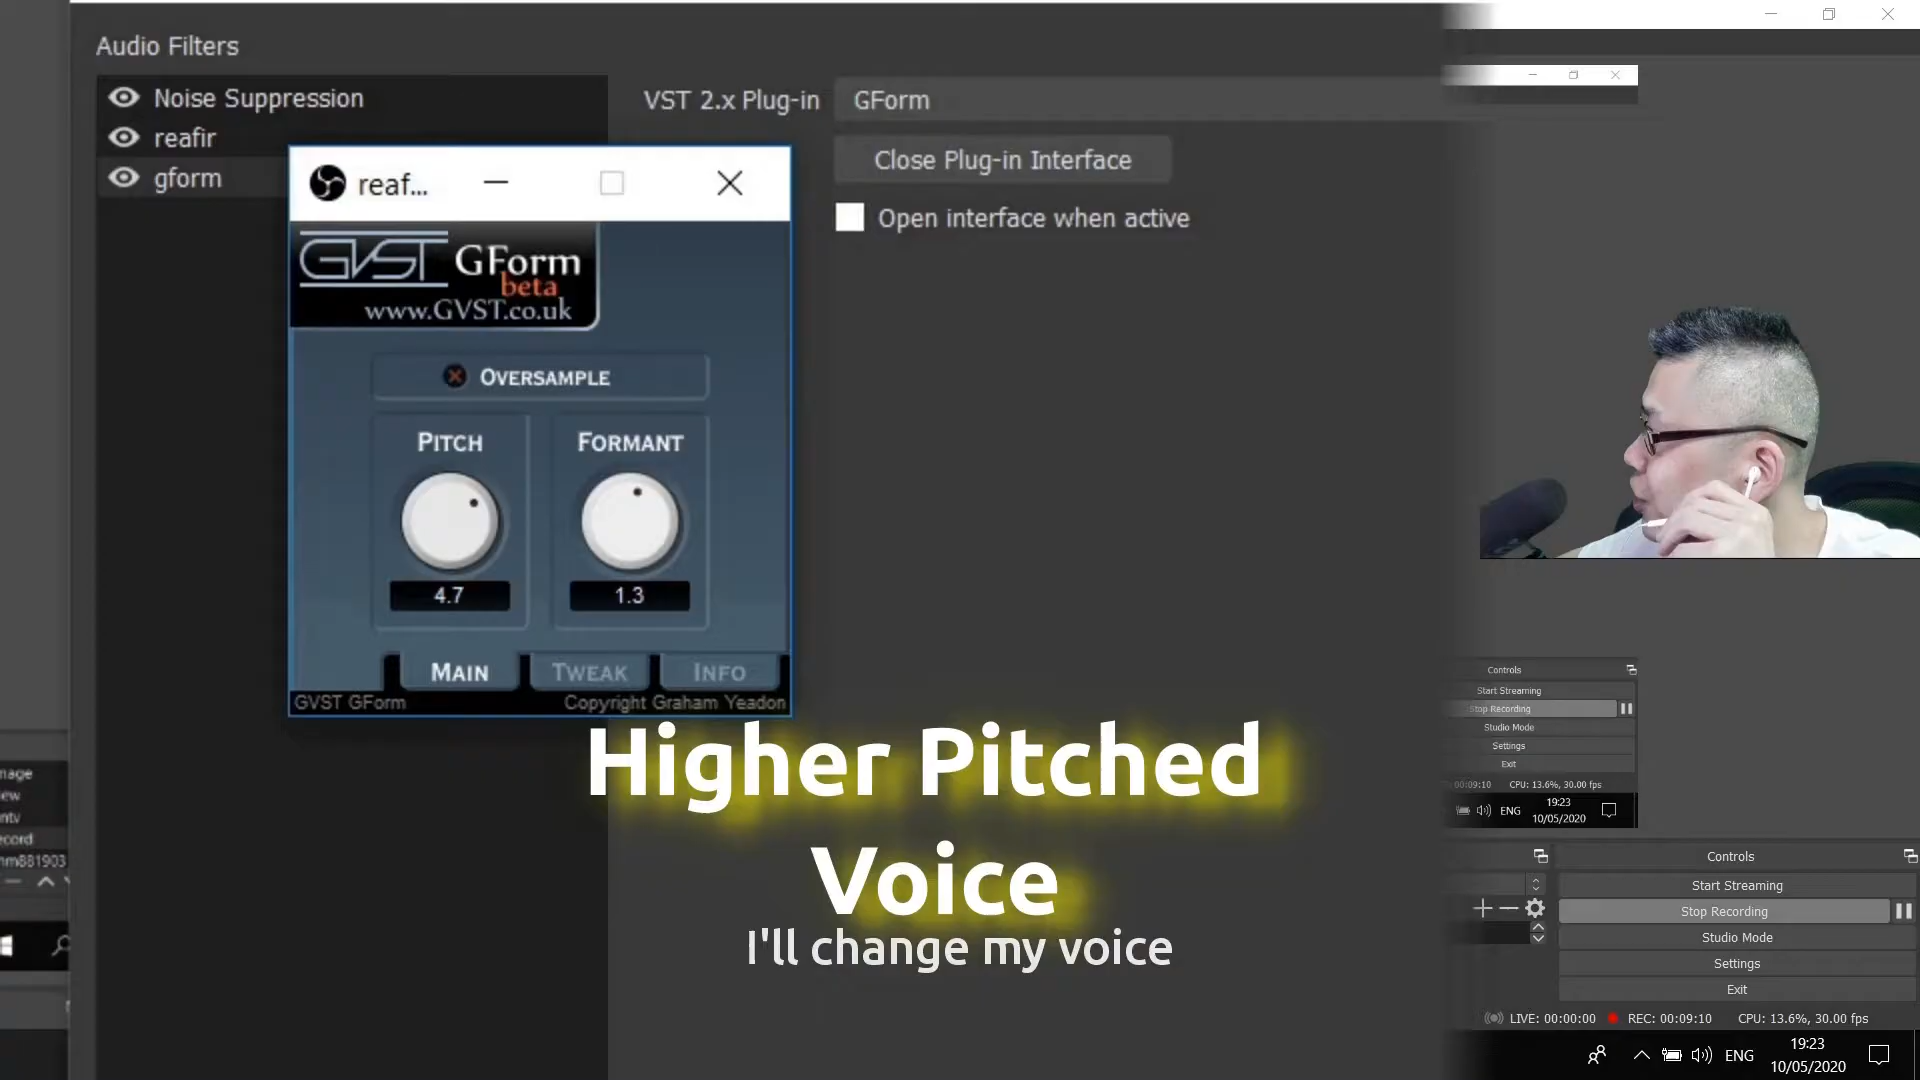 Audio Filters
Noise Suppression
reafir
gform
VST 2.x Plug-in
GForm
Close Plug-in Interface
Open interface when active
reaf...
GVST GForm
beta
www.GVST.co.uk
OVERSAMPLE
PITCH
FORMANT
4.7
1.3
MAIN
TWEAK
INFO
GVST GForm
Copyright Graham Yeadon
Higher Pitched
Voice
I'll change my voice
Controls
Start Streaming
Stop Recording
Studio Mode
Settings
Exit
00:09:10
CPU: 13.6%, 30.00 fps
ENG
19:23
10/05/2020
Controls
Start Streaming
Stop Recording
Studio Mode
Settings
Exit
LIVE: 00:00:00
REC: 00:09:10
CPU: 13.6%, 30.00 fps
ENG
19:23
10/05/2020